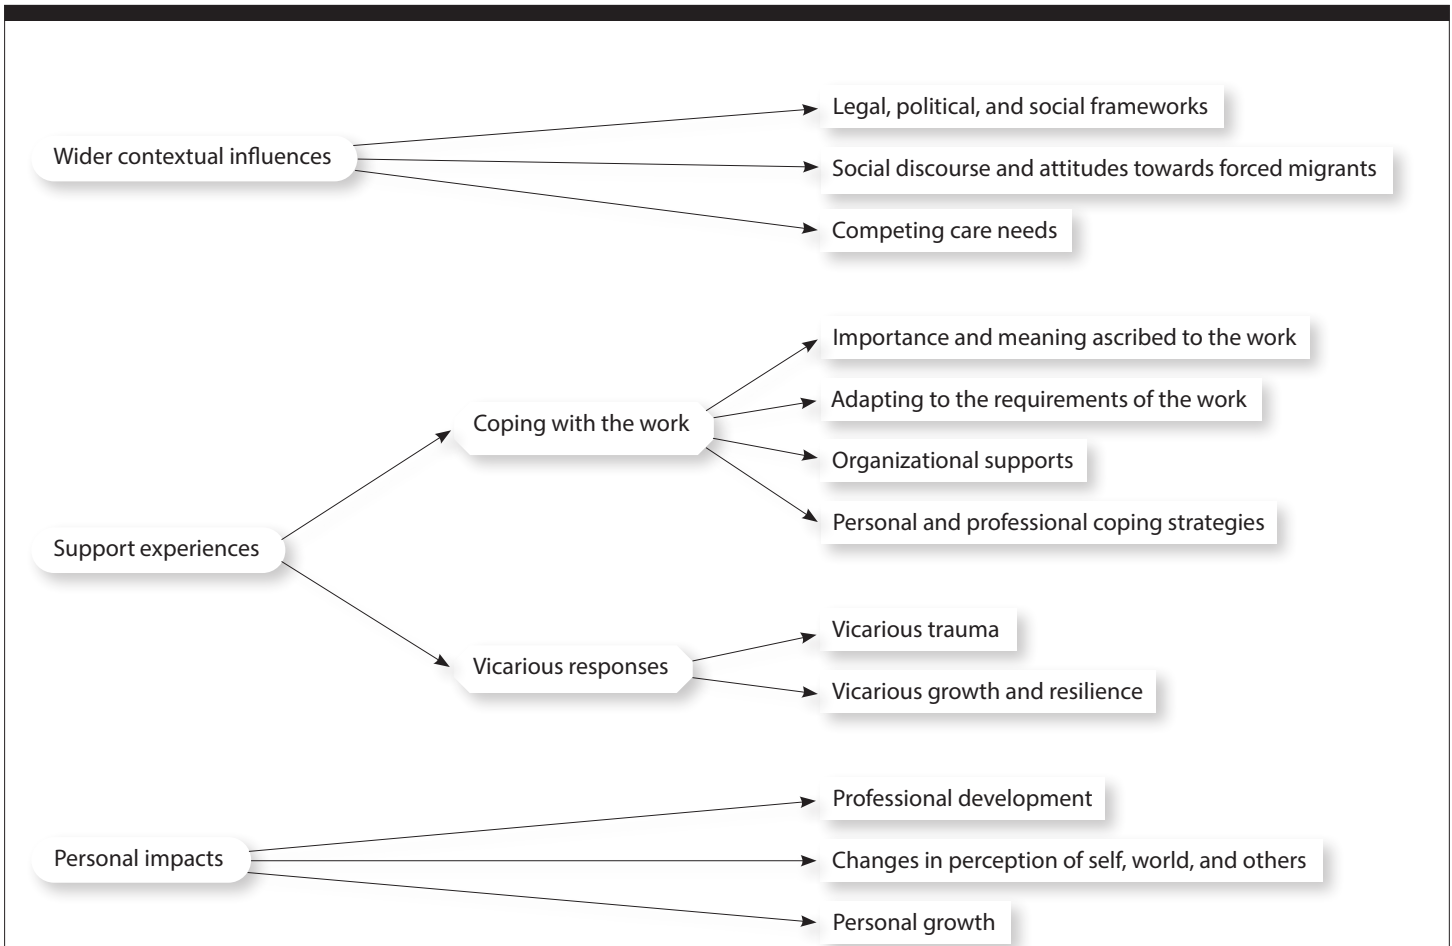 Wider contextual influences
Legal, political, and social frameworks
Social discourse and attitudes towards forced migrants
Competing care needs
Support experiences
Coping with the work
Importance and meaning ascribed to the work
Adapting to the requirements of the work
Organizational supports
Personal and professional coping strategies
Vicarious responses
Vicarious trauma
Vicarious growth and resilience
Personal impacts
Professional development
Changes in perception of self, world, and others
Personal growth